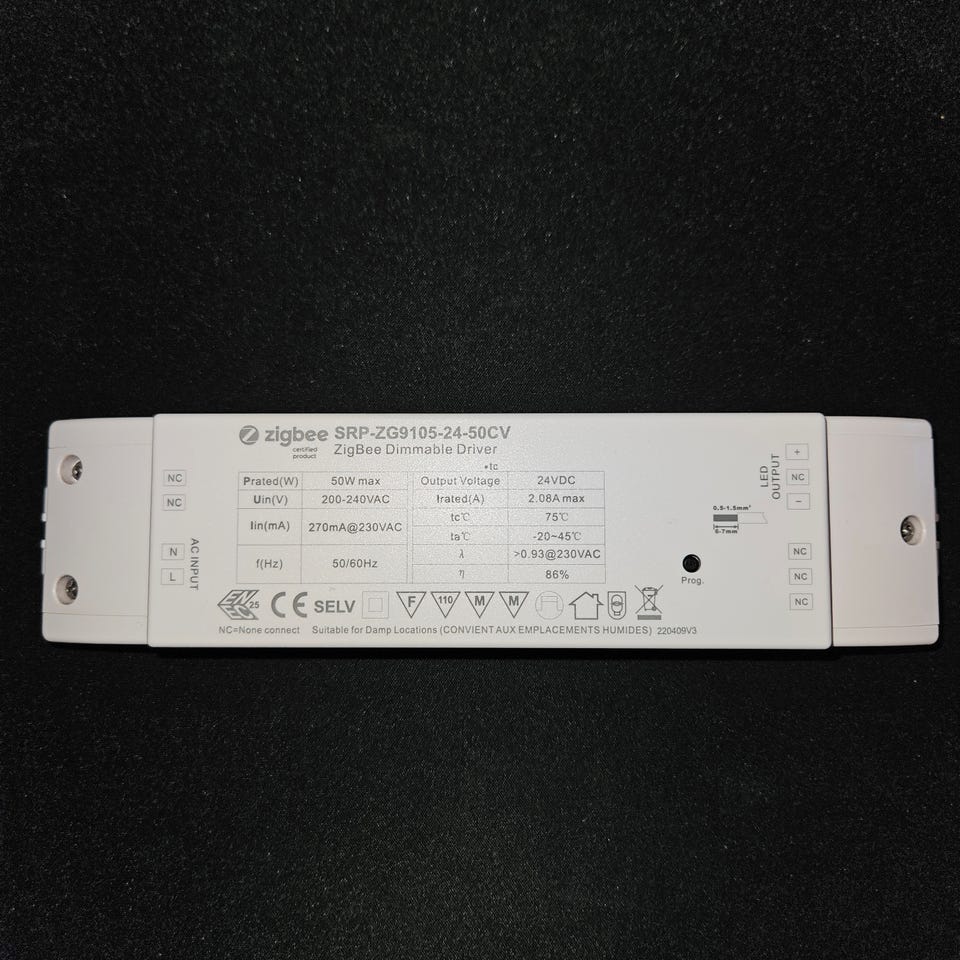 zigbee SRP-ZG9105-24-50CV
certified product
ZigBee Dimmable Driver
•tc
Prated(W) 50W max Output Voltage 24VDC
Uin(V) 200-240VAC Irated(A) 2.08A max
Iin(mA) 270mA@230VAC tc℃ 75℃
ta℃ -20~45℃
f(Hz) 50/60Hz λ >0.93@230VAC
η 86%
ENEC 25 CE SELV F 110 M M
NC=None connect Suitable for Damp Locations (CONVIENT AUX EMPLACEMENTS HUMIDES) 220409V3
NC
NC
N
L
AC INPUT
LED OUTPUT
+
NC
−
0.5-1.5mm²
6-7mm
Prog.
NC
NC
NC